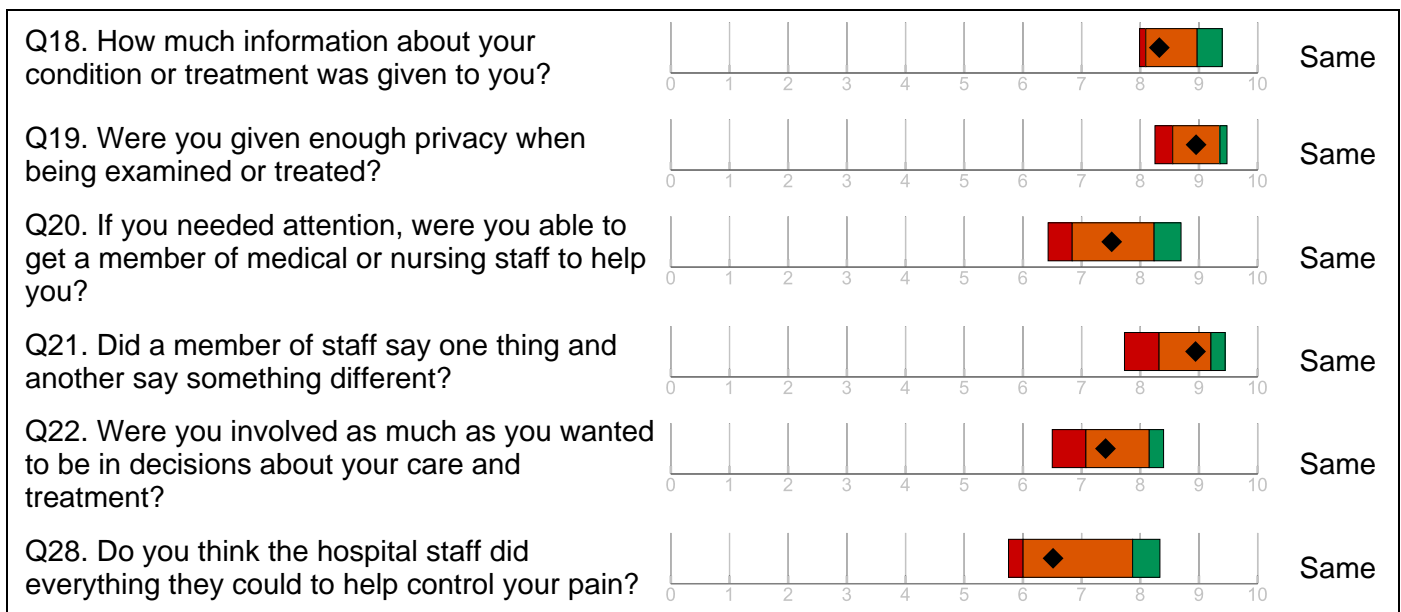 Q18. How much information about your
condition or treatment was given to you?
0 1 2 3 4 5 6 7 8 9 10
Same
Q19. Were you given enough privacy when
being examined or treated?
0 1 2 3 4 5 6 7 8 9 10
Same
Q20. If you needed attention, were you able to
get a member of medical or nursing staff to help
you?
0 1 2 3 4 5 6 7 8 9 10
Same
Q21. Did a member of staff say one thing and
another say something different?
0 1 2 3 4 5 6 7 8 9 10
Same
Q22. Were you involved as much as you wanted
to be in decisions about your care and
treatment?
0 1 2 3 4 5 6 7 8 9 10
Same
Q28. Do you think the hospital staff did
everything they could to help control your pain?
0 1 2 3 4 5 6 7 8 9 10
Same